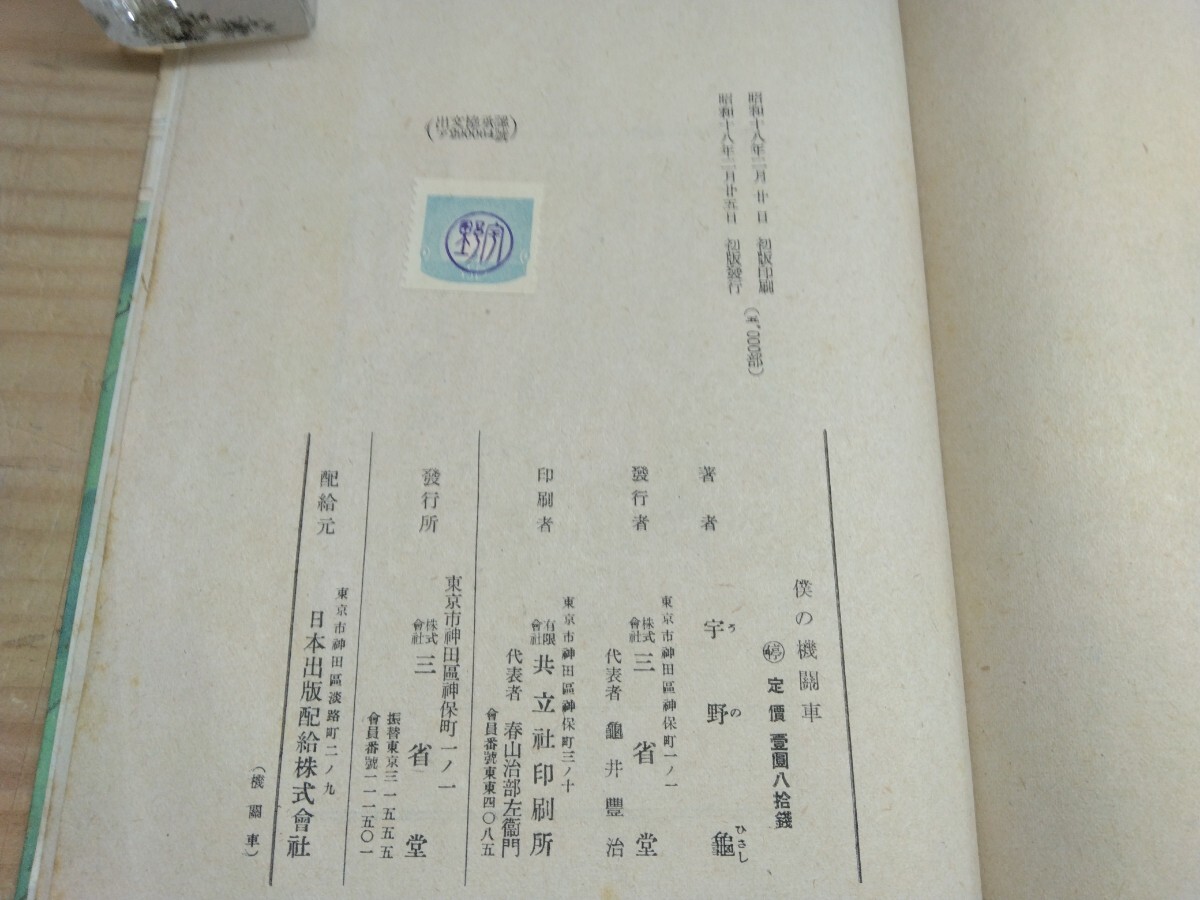 昭和十八年二月 廿 日 初版印刷
(五、〇〇〇部)
昭和十八年二月廿五日 初版發行
(出文協承認
ア200004號)
宇野
僕の機關車
停 定價 壹圓八拾錢
著者 宇野龜
う の ひさし
發行者
東京市神田區神保町一ノ一
株式會社 三省堂
代表者 龜井豐治
印刷者
東京市神田區神保町三ノ十
有限會社 共立社印刷所
代表者 春山治部左衞門
會員番號東東四〇八五
發行所
東京市神田區神保町一ノ一
株式會社 三省堂
振替東京三一五五五
會員番號一一一五〇一
配給元
東京市神田區淡路町二ノ九
日本出版配給株式會社
(機關車)